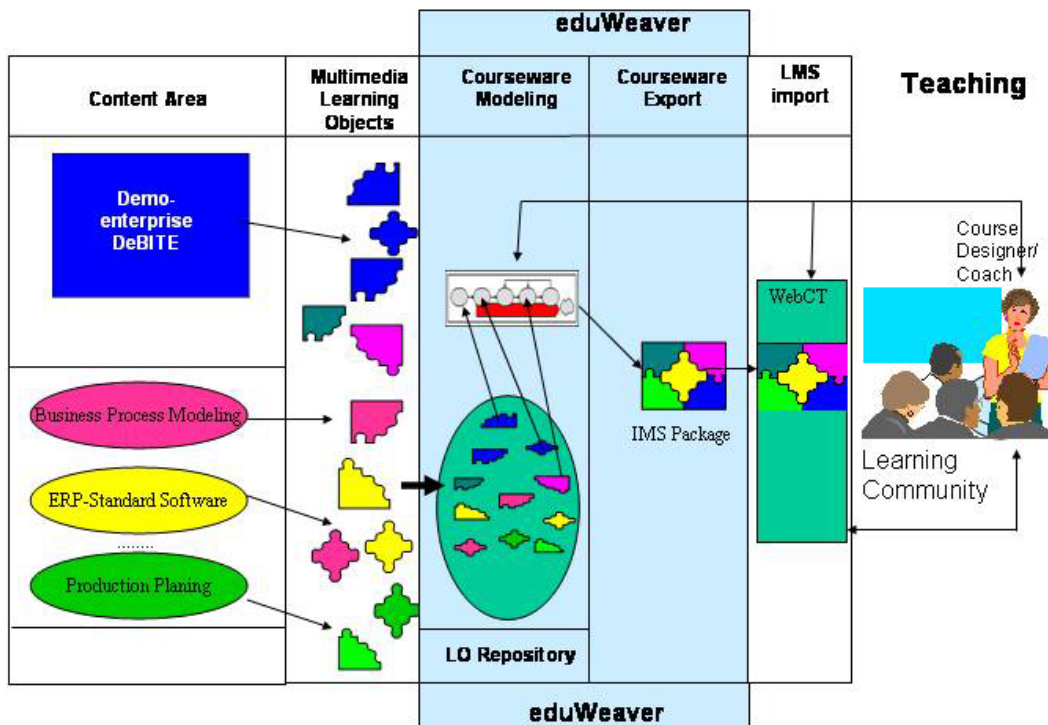 eduWeaver
Content Area
Multimedia
Learning
Objects
Courseware
Modeling
Courseware
Export
LMS
import
Teaching
Demo-
enterprise
DeBITE
Course
Designer/
Coach
WebCT
Business Process Modeling
IMS Package
Learning
Community
ERP-Standard Software
........
Production Planing
LO Repository
eduWeaver